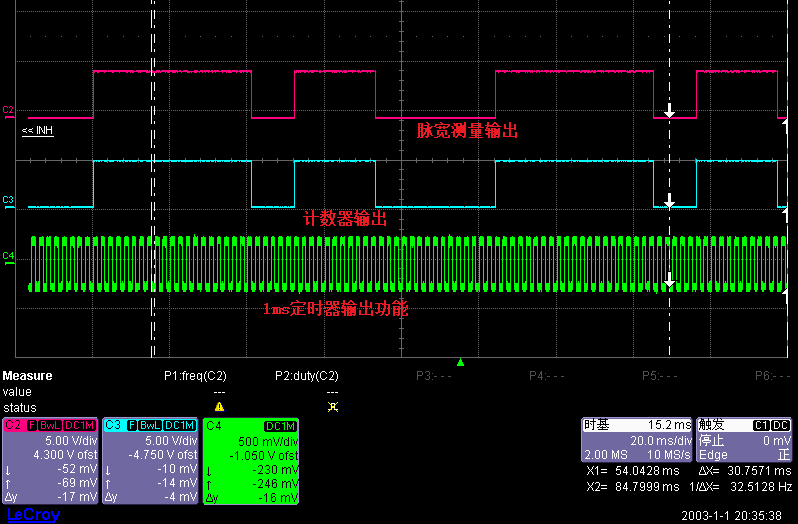 C2
<< INH
脉宽测量输出
C3
计数器输出
C4
1ms定时器输出功能
Measure P1:freq(C2) P2:duty(C2) P3:--- P4:--- P5:--- P6:---
value --- ---
status
C2 F BwL DC1M C3 F BwL DC1M C4 DC1M 时基 15.2 ms 触发 C1 DC
5.00 V/div 5.00 V/div 500 mV/div 20.0 ms/div 停止 0 mV
4.300 V ofst -4.750 V ofst -1.050 V ofst 2.00 MS 10 MS/s Edge 正
↓ -52 mV ↓ -10 mV ↓ -230 mV X1= 54.0428 ms ΔX= 30.7571 ms
↑ -69 mV ↑ -14 mV ↑ -246 mV X2= 84.7999 ms 1/ΔX= 32.5128 Hz
Δy -17 mV Δy -4 mV Δy -16 mV
LeCroy 2003-1-1 20:35:38